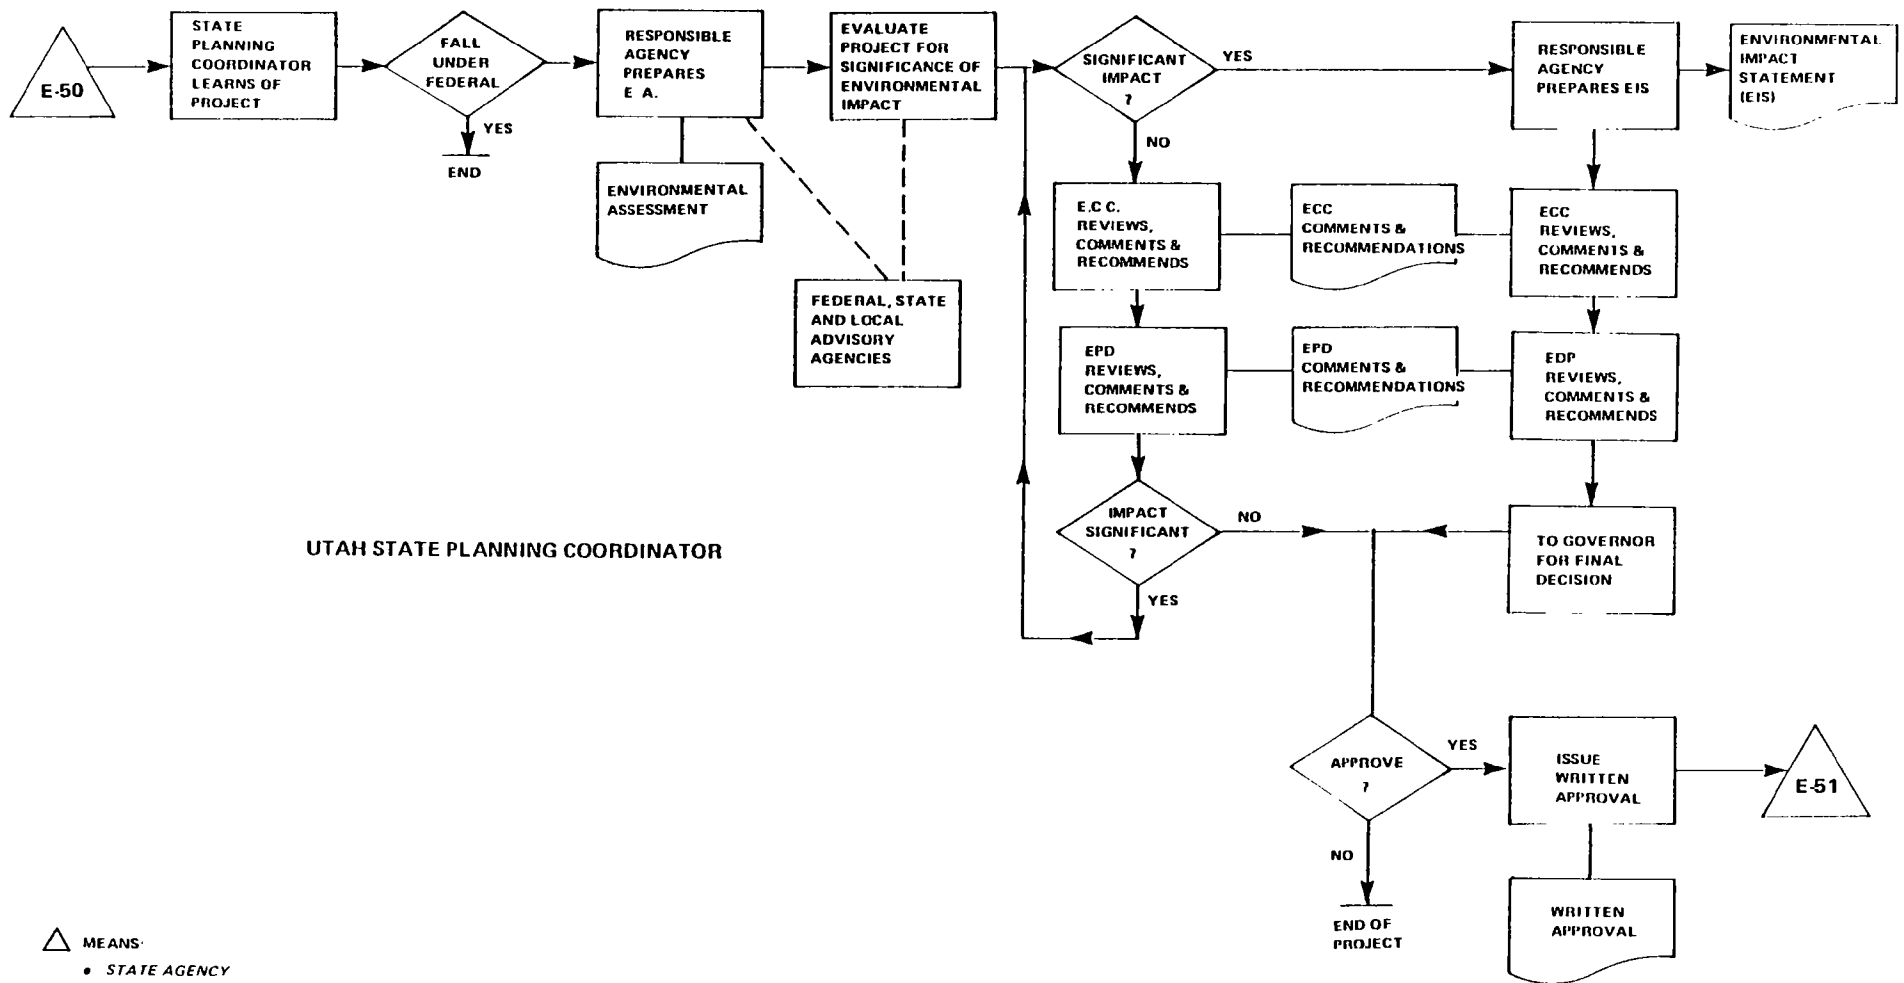 E-50
STATE
PLANNING
COORDINATOR
LEARNS OF
PROJECT
FALL
UNDER
FEDERAL
YES
END
RESPONSIBLE
AGENCY
PREPARES
E A.
ENVIRONMENTAL
ASSESSMENT
EVALUATE
PROJECT FOR
SIGNIFICANCE OF
ENVIRONMENTAL
IMPACT
FEDERAL, STATE
AND LOCAL
ADVISORY
AGENCIES
SIGNIFICANT
IMPACT
?
YES
NO
RESPONSIBLE
AGENCY
PREPARES EIS
ENVIRONMENTAL
IMPACT
STATEMENT
(EIS)
E.C C.
REVIEWS,
COMMENTS &
RECOMMENDS
ECC
COMMENTS &
RECOMMENDATIONS
ECC
REVIEWS,
COMMENTS &
RECOMMENDS
EPD
REVIEWS,
COMMENTS &
RECOMMENDS
EPD
COMMENTS &
RECOMMENDATIONS
EDP
REVIEWS,
COMMENTS &
RECOMMENDS
IMPACT
SIGNIFICANT
?
NO
YES
TO GOVERNOR
FOR FINAL
DECISION
UTAH STATE PLANNING COORDINATOR
APPROVE
?
YES
NO
END OF
PROJECT
ISSUE
WRITTEN
APPROVAL
E-51
WRITTEN
APPROVAL
MEANS·
• STATE AGENCY